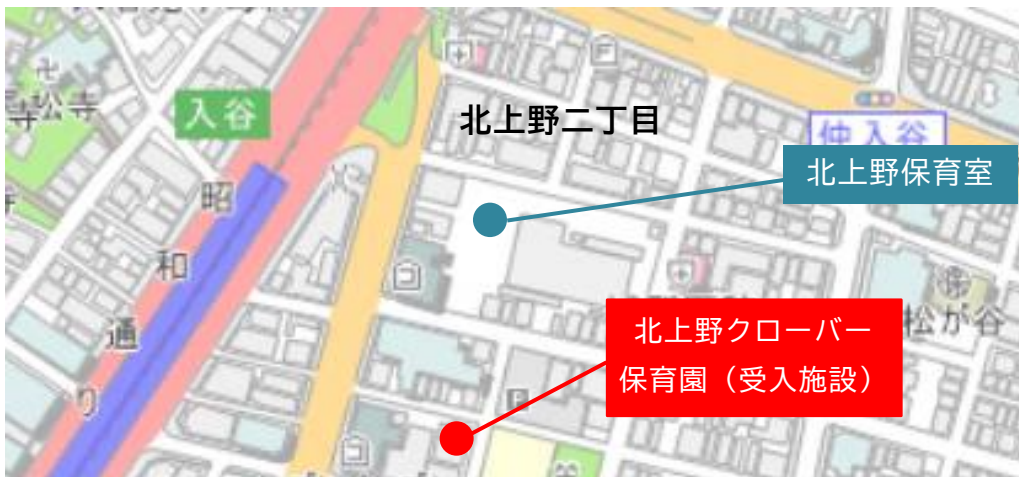 松寺
寺
入谷
北上野二丁目
仲入谷
北上野保育室
昭
和
通
り
北上野クローバー
保育園（受入施設）
松が谷